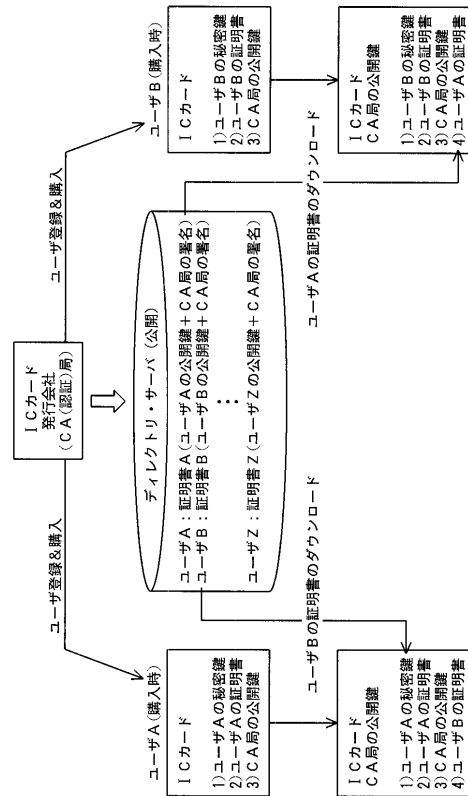 ICカード
発行会社
(CA(認証)局)
ユーザ登録&購入
ユーザ登録&購入
ユーザA(購入時)
ICカード
1)ユーザAの秘密鍵
2)ユーザAの証明書
3)CA局の公開鍵
ディレクトリ・サーバ(公開)
ユーザA:証明書A(ユーザAの公開鍵+CA局の署名)
ユーザB:証明書B(ユーザBの公開鍵+CA局の署名)
:
ユーザZ:証明書Z(ユーザZの公開鍵+CA局の署名)
ユーザB(購入時)
ICカード
1)ユーザBの秘密鍵
2)ユーザBの証明書
3)CA局の公開鍵
ユーザBの証明書のダウンロード
ユーザAの証明書のダウンロード
ICカード
CA局の公開鍵
1)ユーザAの秘密鍵
2)ユーザAの証明書
3)CA局の公開鍵
4)ユーザBの証明書
ICカード
CA局の公開鍵
1)ユーザBの秘密鍵
2)ユーザBの証明書
3)CA局の公開鍵
4)ユーザAの証明書